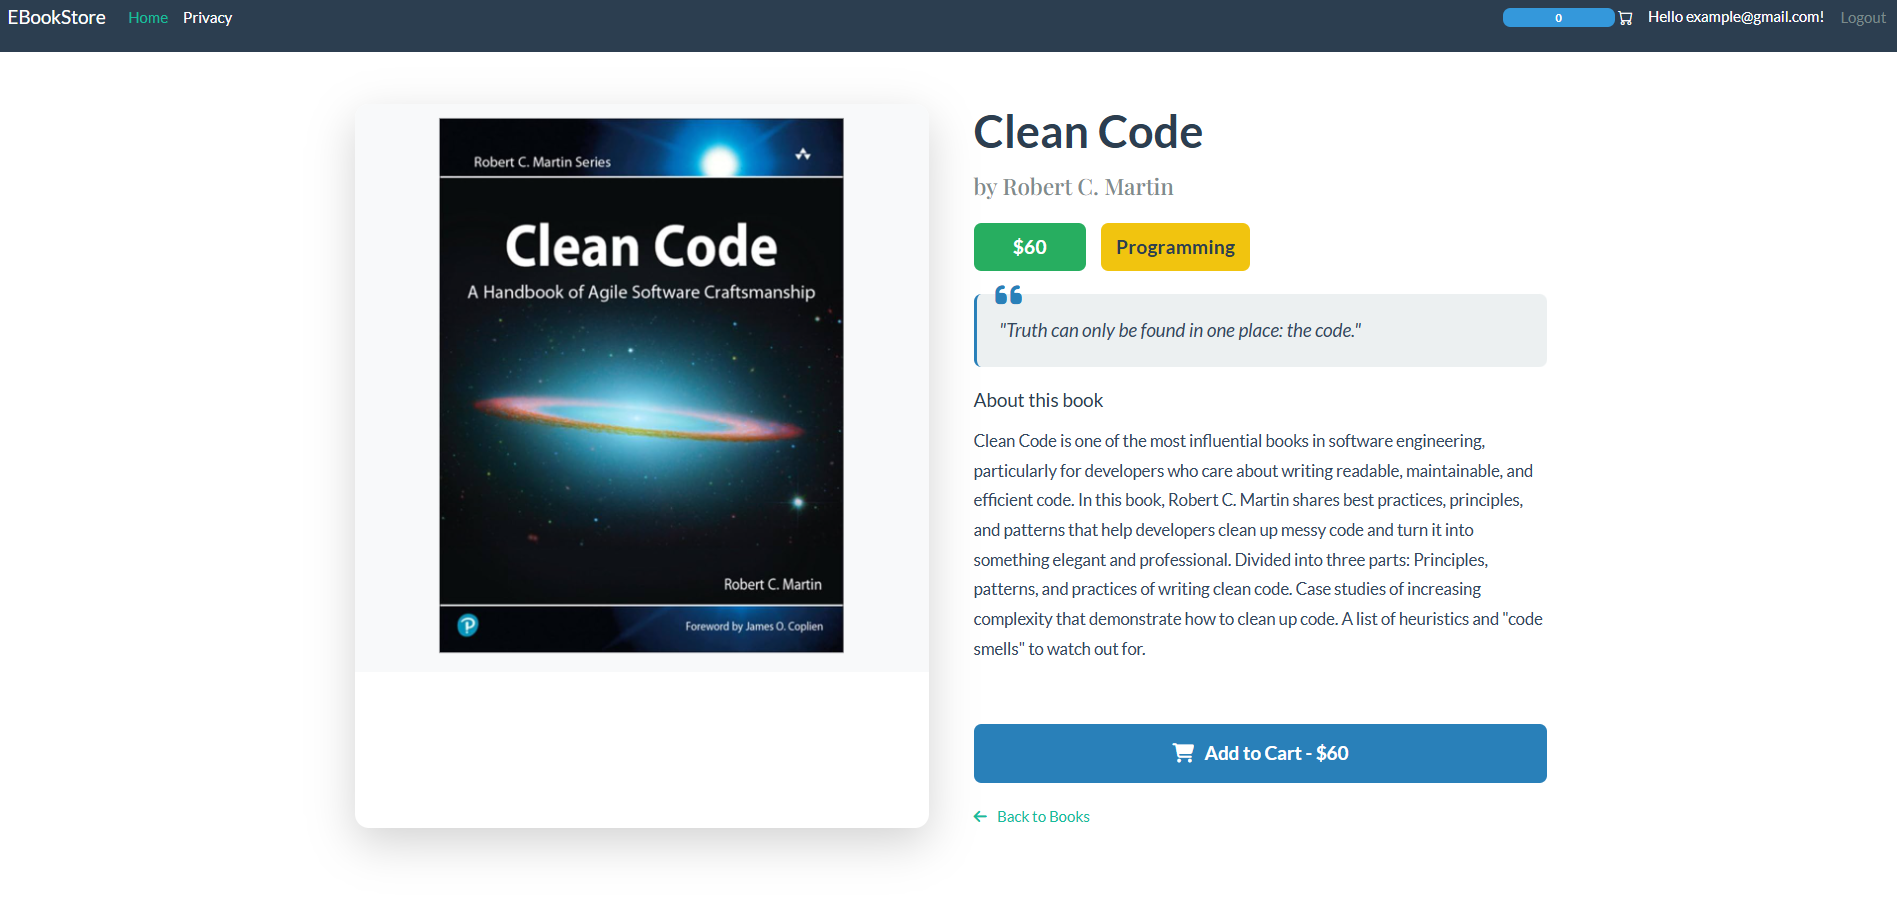 EBookStore Home Privacy 0 Hello example@gmail.com! Logout
Robert C. Martin Series
Clean Code
A Handbook of Agile Software Craftsmanship
Robert C. Martin
P
Foreword by James O. Coplien
Clean Code
by Robert C. Martin
$60 Programming
"Truth can only be found in one place: the code."
About this book
Clean Code is one of the most influential books in software engineering,
particularly for developers who care about writing readable, maintainable, and
efficient code. In this book, Robert C. Martin shares best practices, principles,
and patterns that help developers clean up messy code and turn it into
something elegant and professional. Divided into three parts: Principles,
patterns, and practices of writing clean code. Case studies of increasing
complexity that demonstrate how to clean up code. A list of heuristics and "code
smells" to watch out for.
Add to Cart - $60
Back to Books